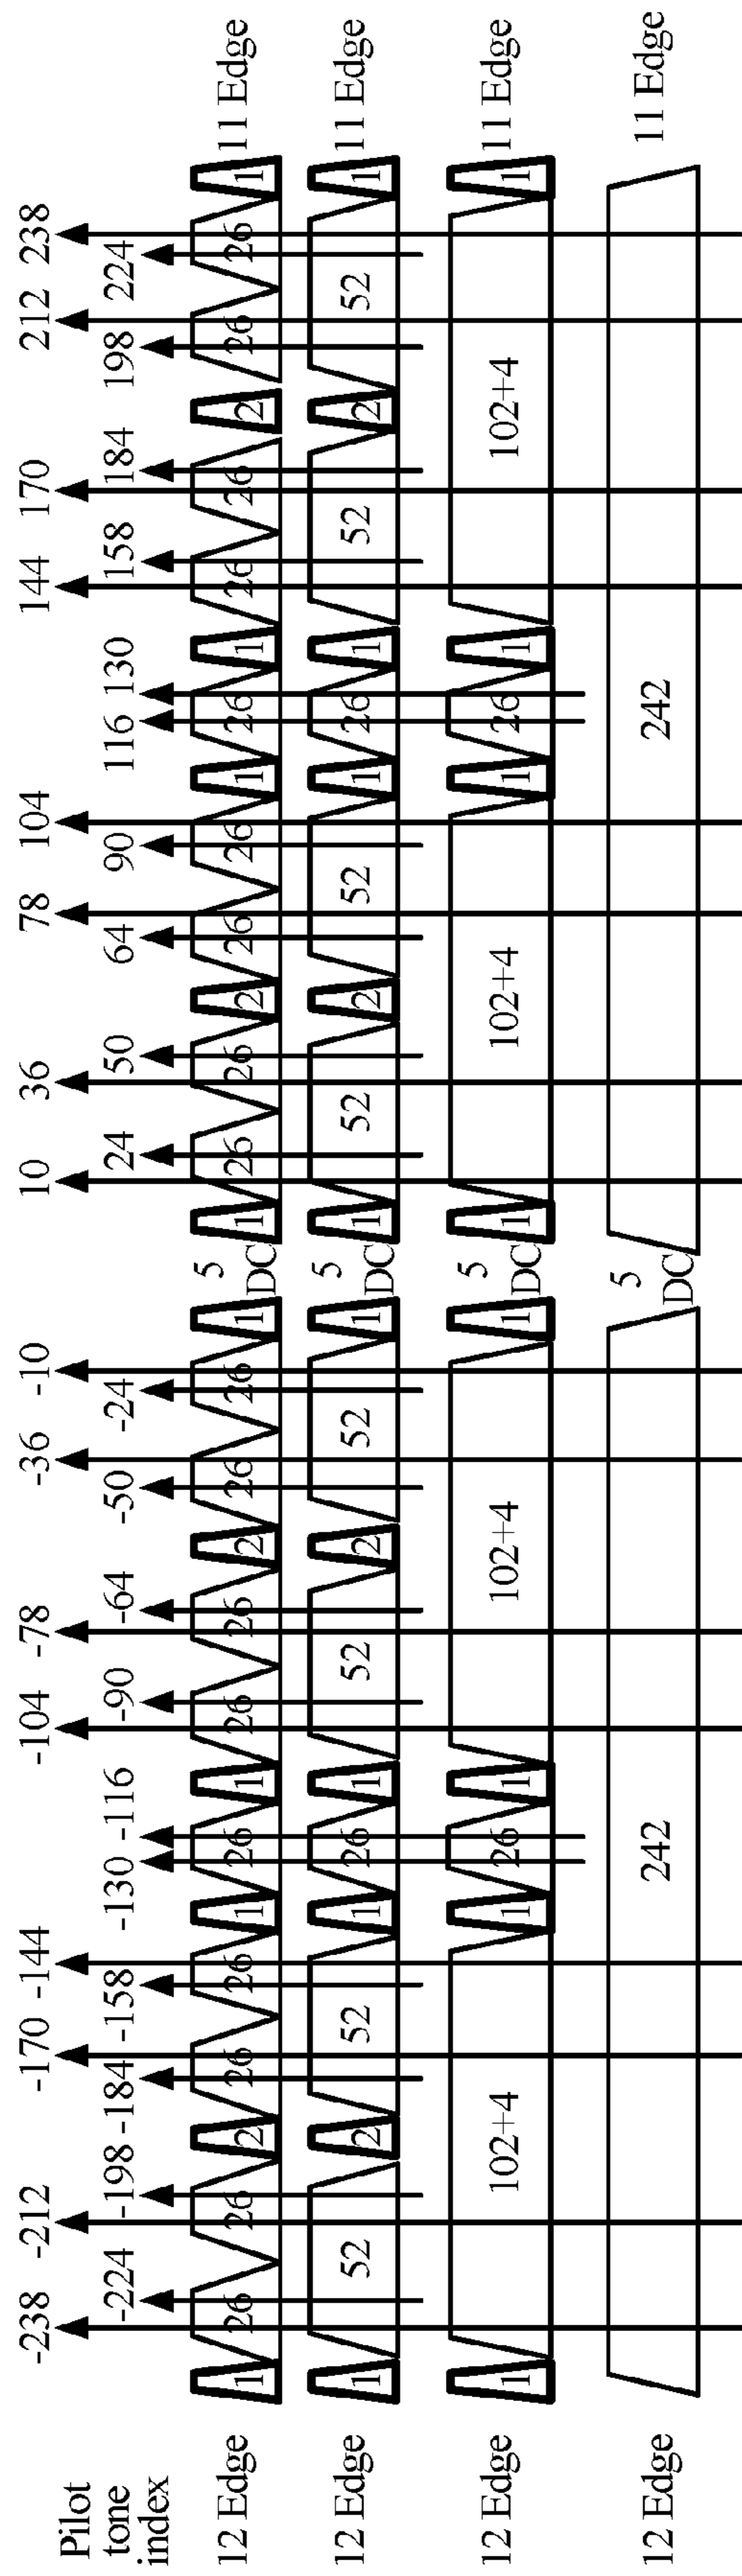 -238 -212 -170 -144 -104 -78 -36 -10 10 36 78 104 144 170 212 238
Pilot
tone
index
-224 -198 -184 -158 -130 -116 -90 -64 -50 -24 24 50 64 90 116 130 158 184 198 224
12 Edge 1 26 26 2 26 26 1 26 1 26 26 2 26 26 1 5 DC 1 26 26 2 26 26 1 26 1 26 26 2 26 26 1 11 Edge
12 Edge 1 52 2 52 1 26 1 52 2 52 1 5 DC 1 52 2 52 1 26 1 52 2 52 1 11 Edge
12 Edge 1 102+4 1 26 1 102+4 1 5 DC 1 102+4 1 26 1 102+4 1 11 Edge
12 Edge 242 5 DC 242 11 Edge